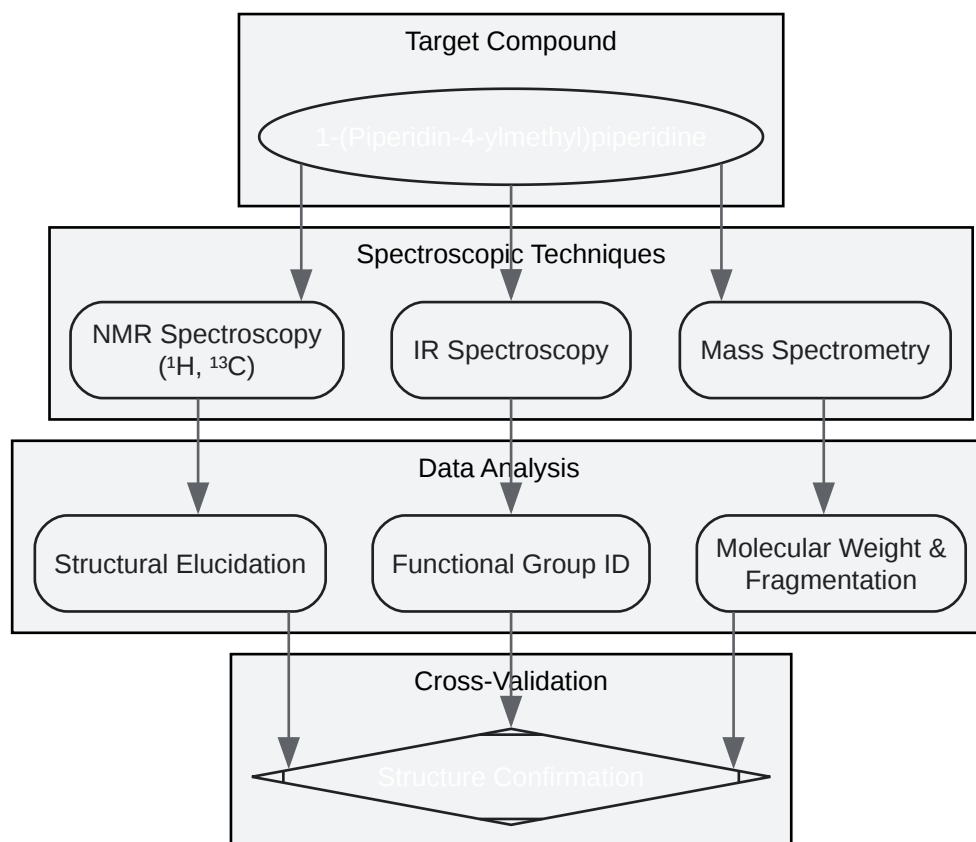 Target Compound
1-(Piperidin-4-ylmethyl)piperidine
Spectroscopic Techniques
NMR Spectroscopy
(¹H, ¹³C)
IR Spectroscopy
Mass Spectrometry
Data Analysis
Structural Elucidation
Functional Group ID
Molecular Weight &
Fragmentation
Cross-Validation
Structure Confirmation